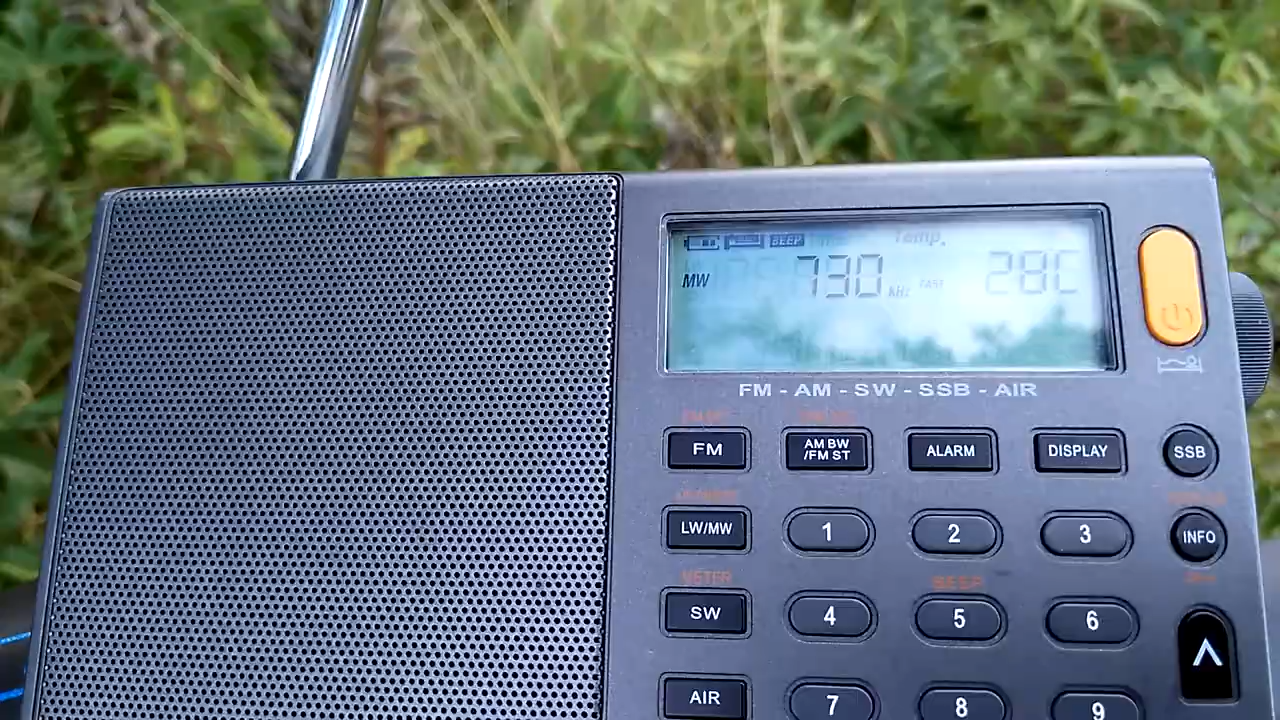 BEEP Temp.
MW 730 kHz FAST 28C
FM - AM - SW - SSB - AIR
FM AM BW ALARM DISPLAY SSB
/FM ST
LW/MW 1 2 3 INFO
BEEP
SW 4 5 6
AIR 7 8 9